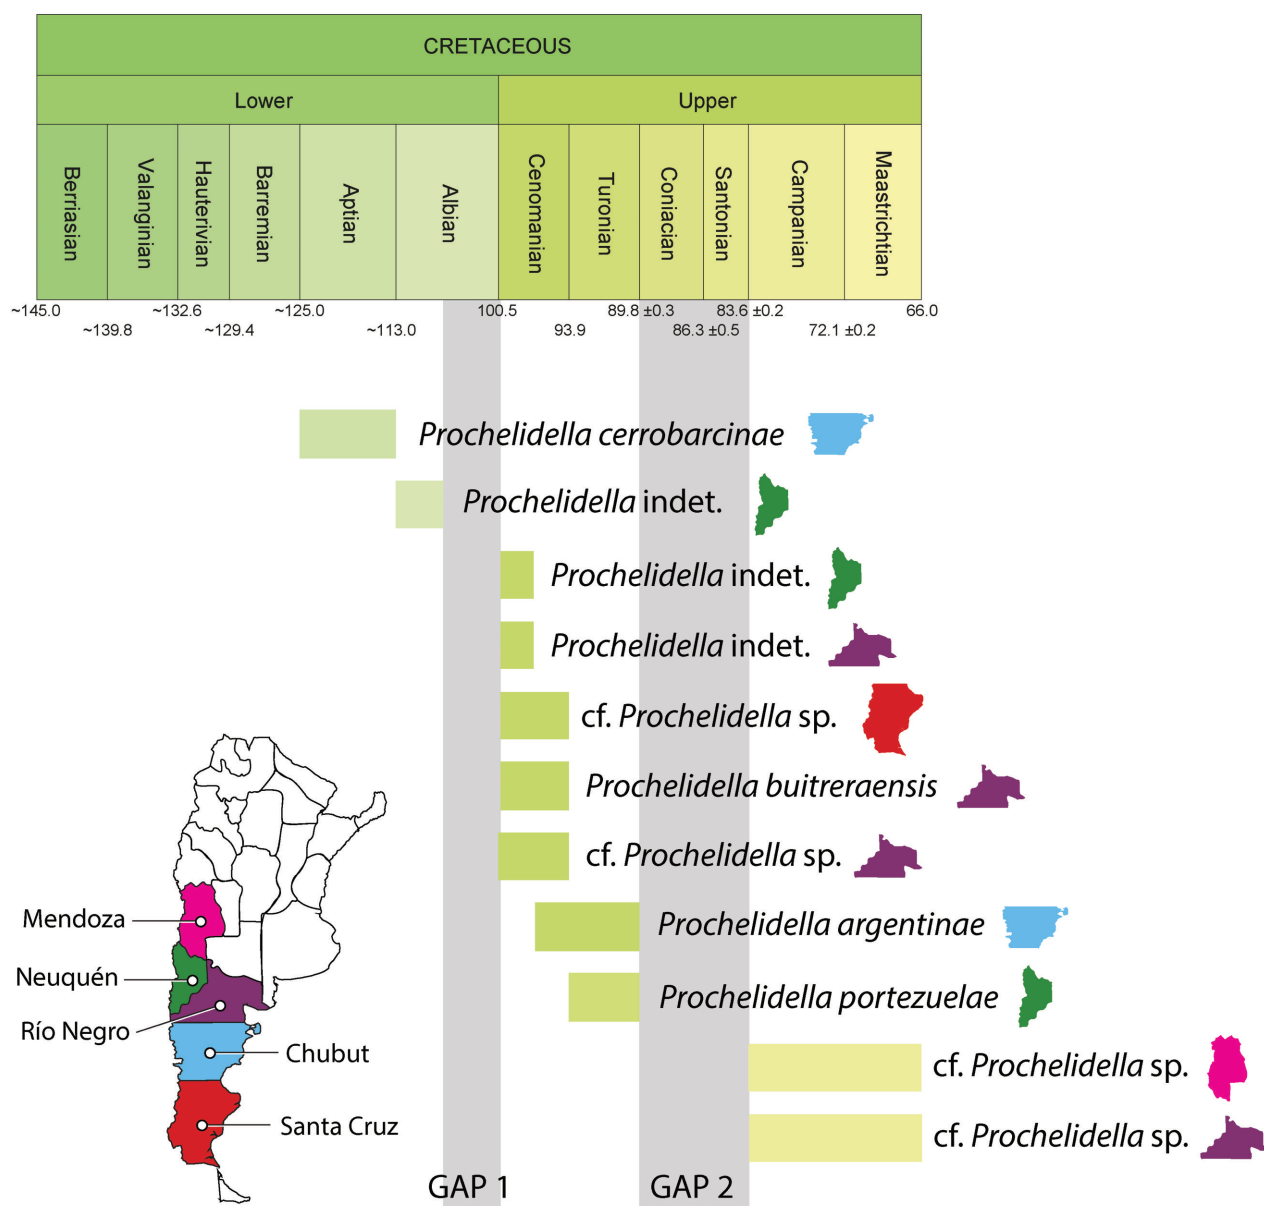 CRETACEOUS
Lower
Upper
Berriasian
Valanginian
Hauterivian
Barremian
Aptian
Albian
Cenomanian
Turonian
Coniacian
Santonian
Campanian
Maastrichtian
~145.0
~132.6
~125.0
100.5
89.8 ±0.3
83.6 ±0.2
66.0
~139.8
~129.4
~113.0
93.9
86.3 ±0.5
72.1 ±0.2
Prochelidella cerrobarcinae
Prochelidella indet.
Prochelidella indet.
Prochelidella indet.
cf. Prochelidella sp.
Prochelidella buitreraensis
cf. Prochelidella sp.
Prochelidella argentinae
Prochelidella portezuelae
cf. Prochelidella sp.
cf. Prochelidella sp.
Mendoza
Neuquén
Río Negro
Chubut
Santa Cruz
GAP 1
GAP 2